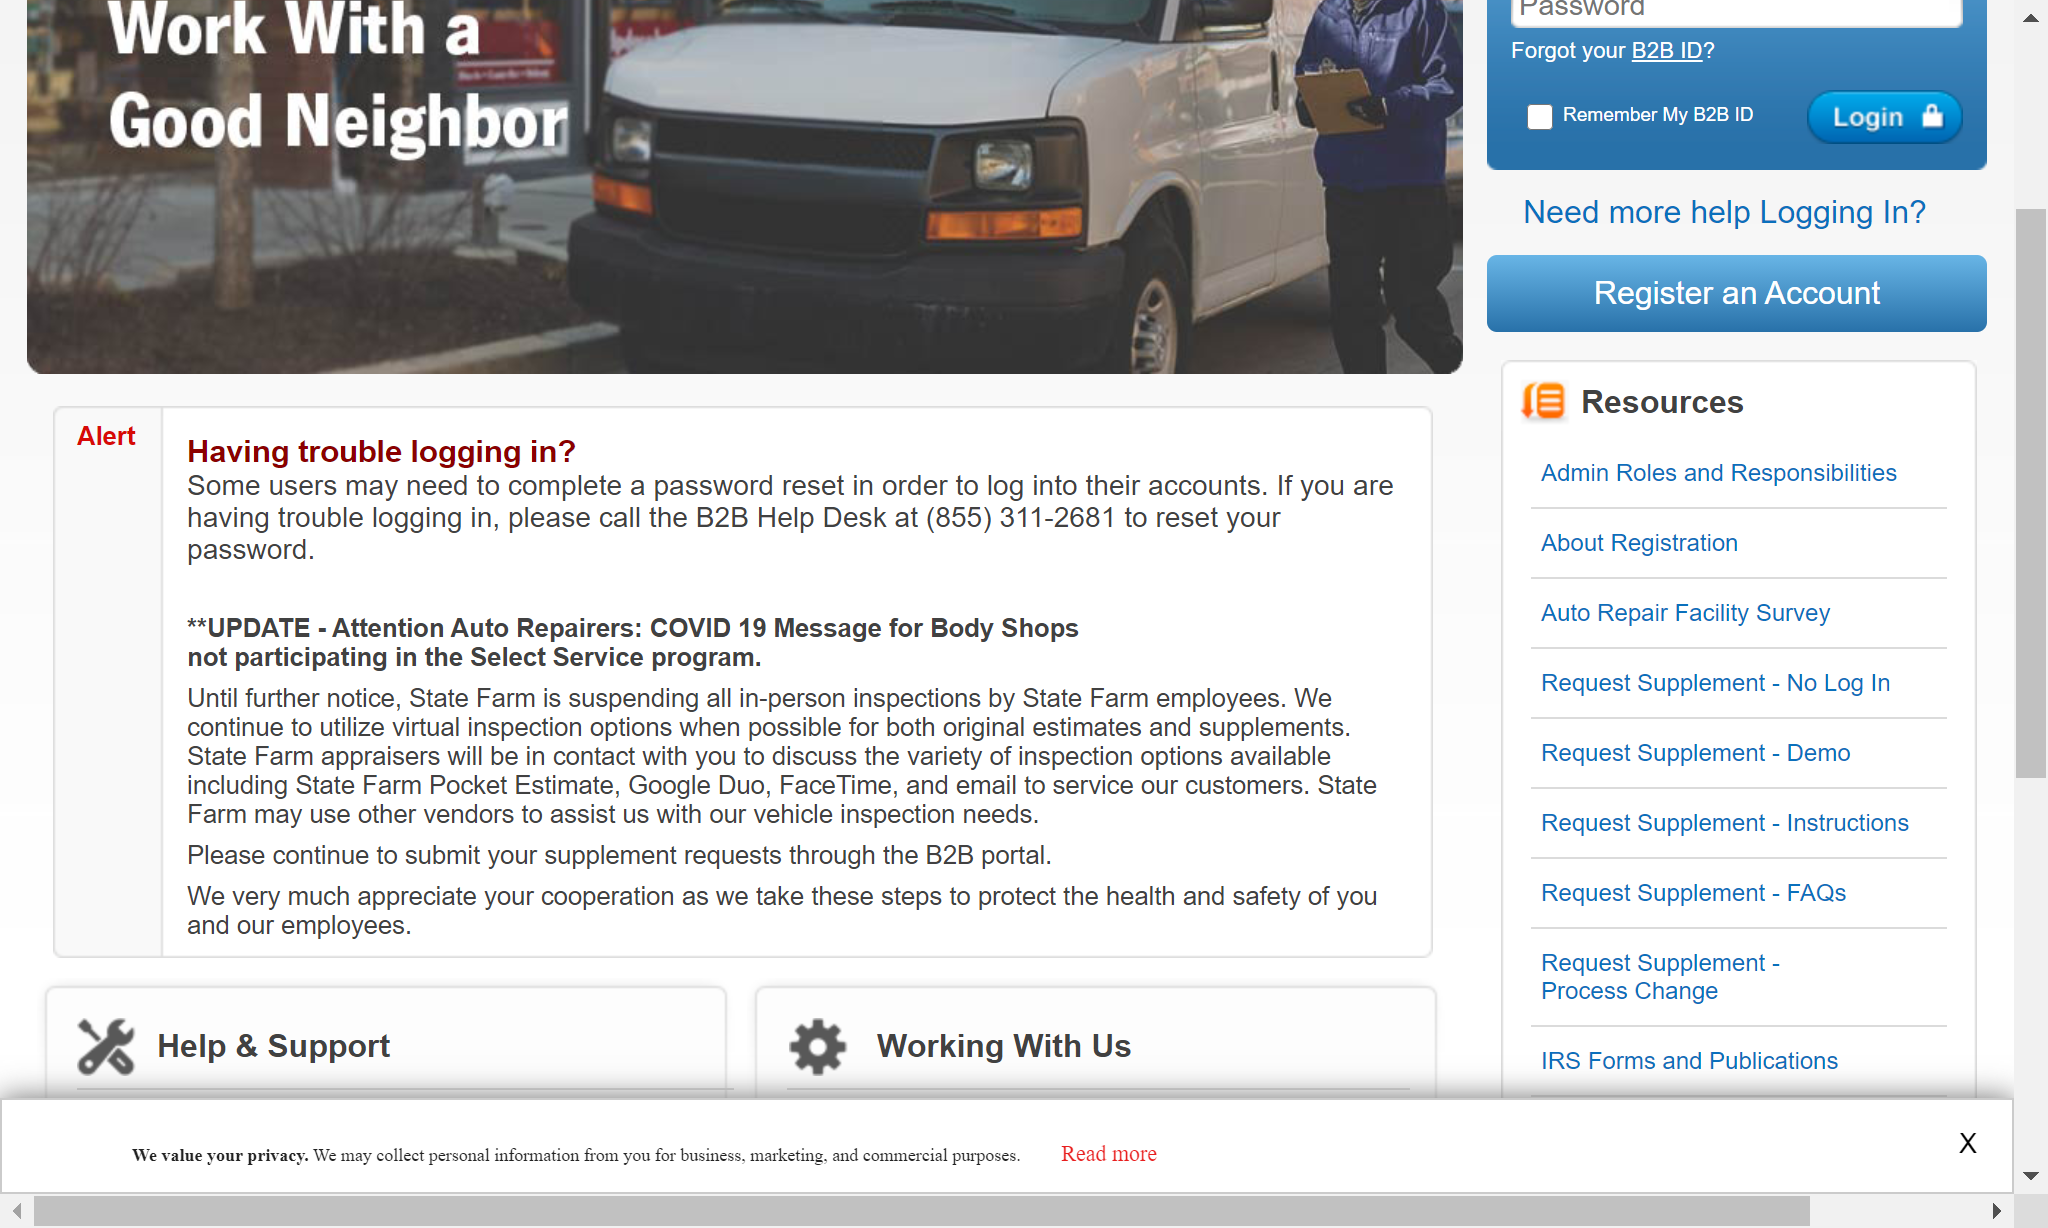 Work With a
Good Neighbor
Password
Forgot your B2B ID?
Remember My B2B ID
Login
Need more help Logging In?
Register an Account
Alert
Having trouble logging in?
Some users may need to complete a password reset in order to log into their accounts. If you are
having trouble logging in, please call the B2B Help Desk at (855) 311-2681 to reset your
password.
**UPDATE - Attention Auto Repairers: COVID 19 Message for Body Shops
not participating in the Select Service program.
Until further notice, State Farm is suspending all in-person inspections by State Farm employees. We
continue to utilize virtual inspection options when possible for both original estimates and supplements.
State Farm appraisers will be in contact with you to discuss the variety of inspection options available
including State Farm Pocket Estimate, Google Duo, FaceTime, and email to service our customers. State
Farm may use other vendors to assist us with our vehicle inspection needs.
Please continue to submit your supplement requests through the B2B portal.
We very much appreciate your cooperation as we take these steps to protect the health and safety of you
and our employees.
Help & Support
Working With Us
Resources
Admin Roles and Responsibilities
About Registration
Auto Repair Facility Survey
Request Supplement - No Log In
Request Supplement - Demo
Request Supplement - Instructions
Request Supplement - FAQs
Request Supplement -
Process Change
IRS Forms and Publications
We value your privacy. We may collect personal information from you for business, marketing, and commercial purposes. Read more
X